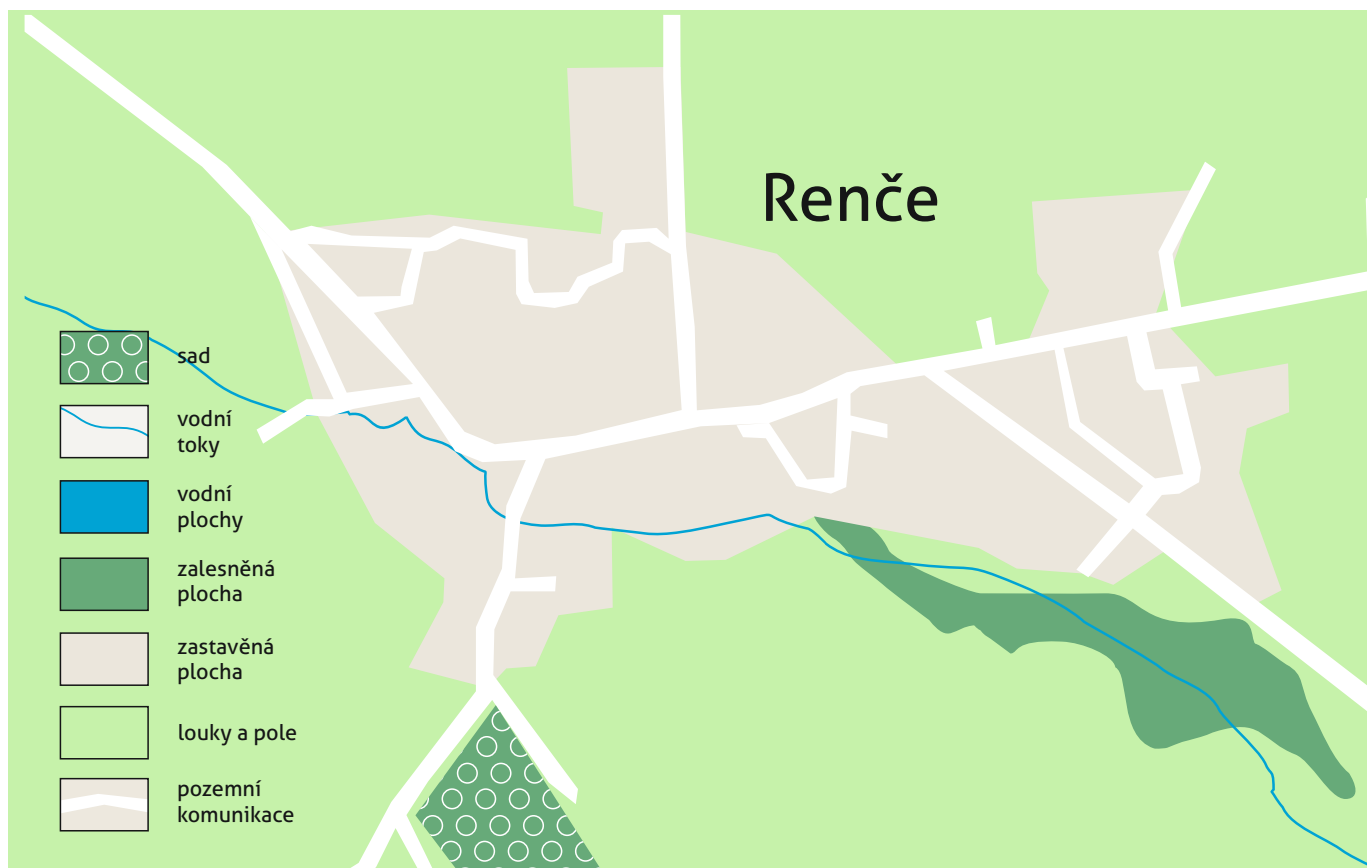 Renče
sad
vodní
toky
vodní
plochy
zalesněná
plocha
zastavěná
plocha
louky a pole
pozemní
komunikace